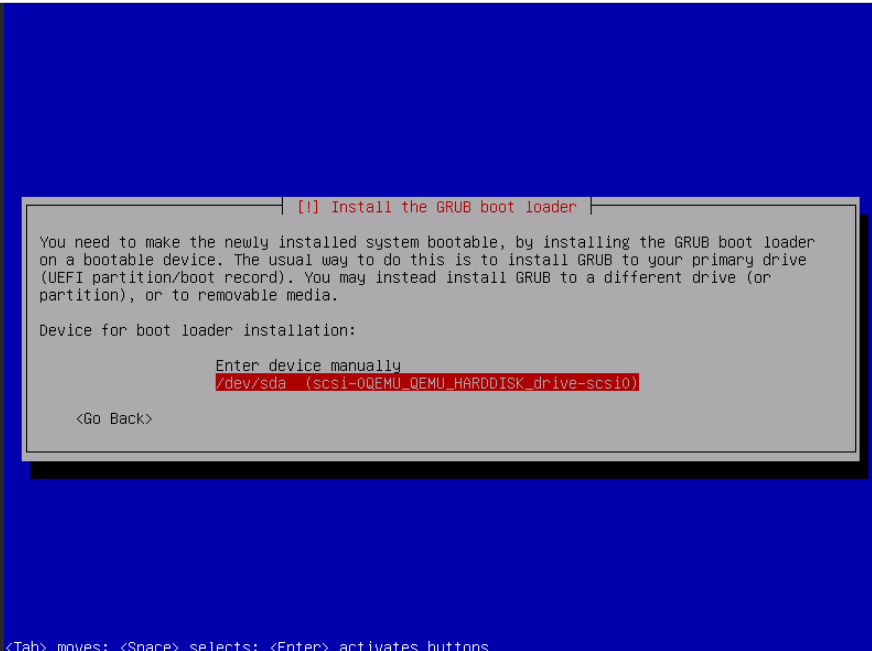 [!] Install the GRUB boot loader
You need to make the newly installed system bootable, by installing the GRUB boot loader
on a bootable device. The usual way to do this is to install GRUB to your primary drive
(UEFI partition/boot record). You may instead install GRUB to a different drive (or
partition), or to removable media.
Device for boot loader installation:
Enter device manually
/dev/sda (scsi-0QEMU_QEMU_HARDDISK_drive-scsi0)
<Go Back>
<Tab> moves; <Space> selects; <Enter> activates buttons